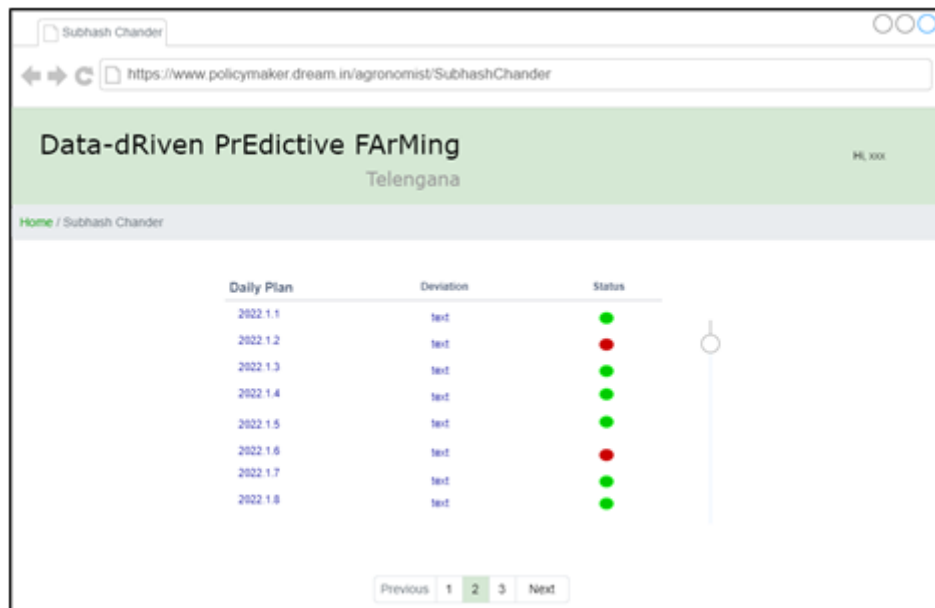 Subhash Chander
https://www.policymaker.dream.in/agronomist/SubhashChander
Data-dRiven PrEdictive FArMing
Telengana
Hi, xxx
Home / Subhash Chander
Daily Plan Deviation Status
2022.1.1 text
2022.1.2 text
2022.1.3 text
2022.1.4 text
2022.1.5 text
2022.1.6 text
2022.1.7 text
2022.1.8 text
Previous 1 2 3 Next